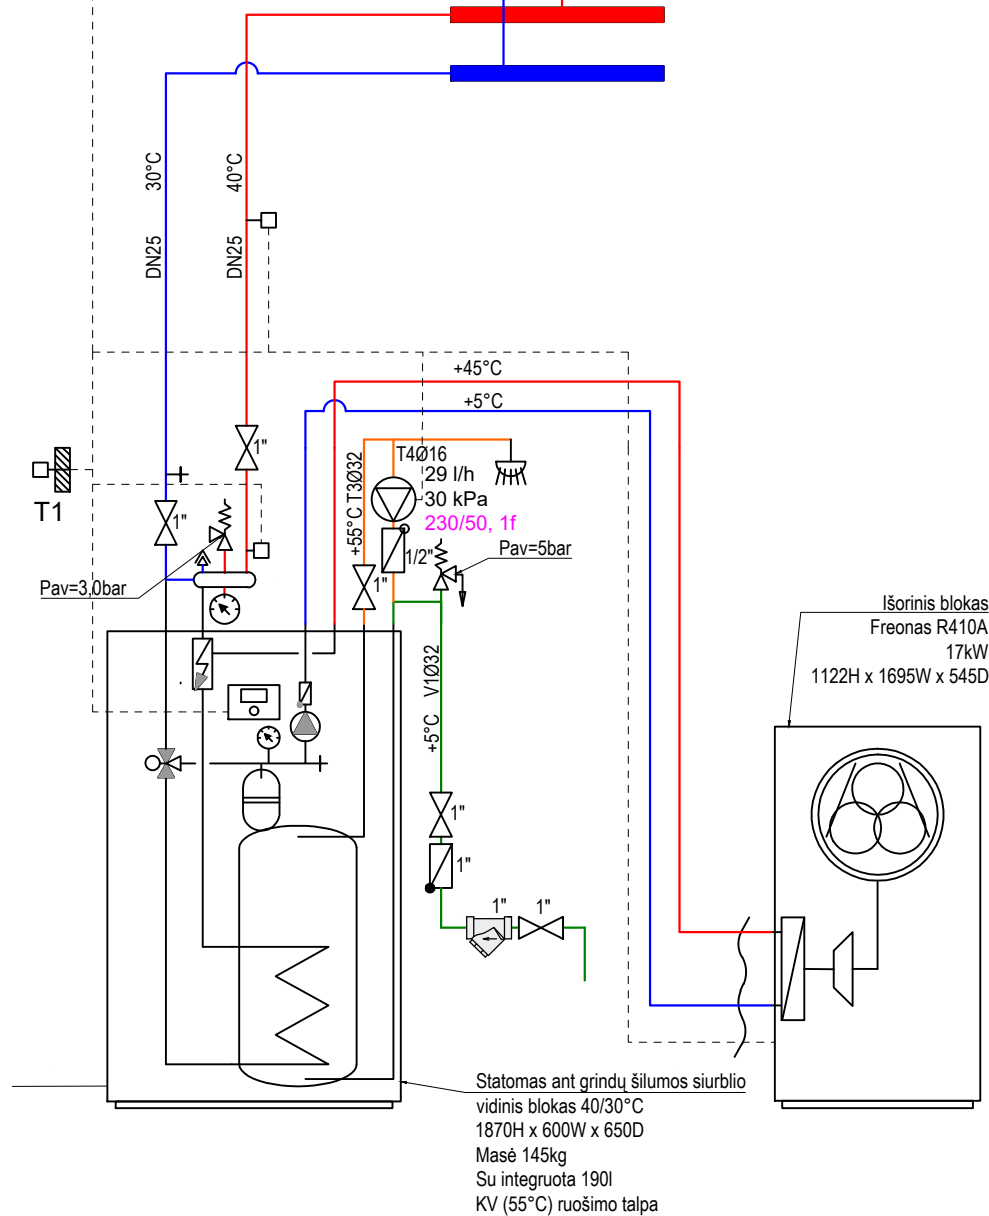 30°C
40°C
DN25
DN25
+45°C
+5°C
1"
T1
1"
+55°C T3Ø32
T4Ø16
29 l/h
30 kPa
230/50, 1f
1/2"
1"
Pav=5bar
Pav=3,0bar
Išorinis blokas
Freonas R410A
17kW
1122H x 1695W x 545D
+5°C V1Ø32
1"
1"
1"
1"
Statomas ant grindų šilumos siurblio
vidinis blokas 40/30°C
1870H x 600W x 650D
Masė 145kg
Su integruota 190l
KV (55°C) ruošimo talpa